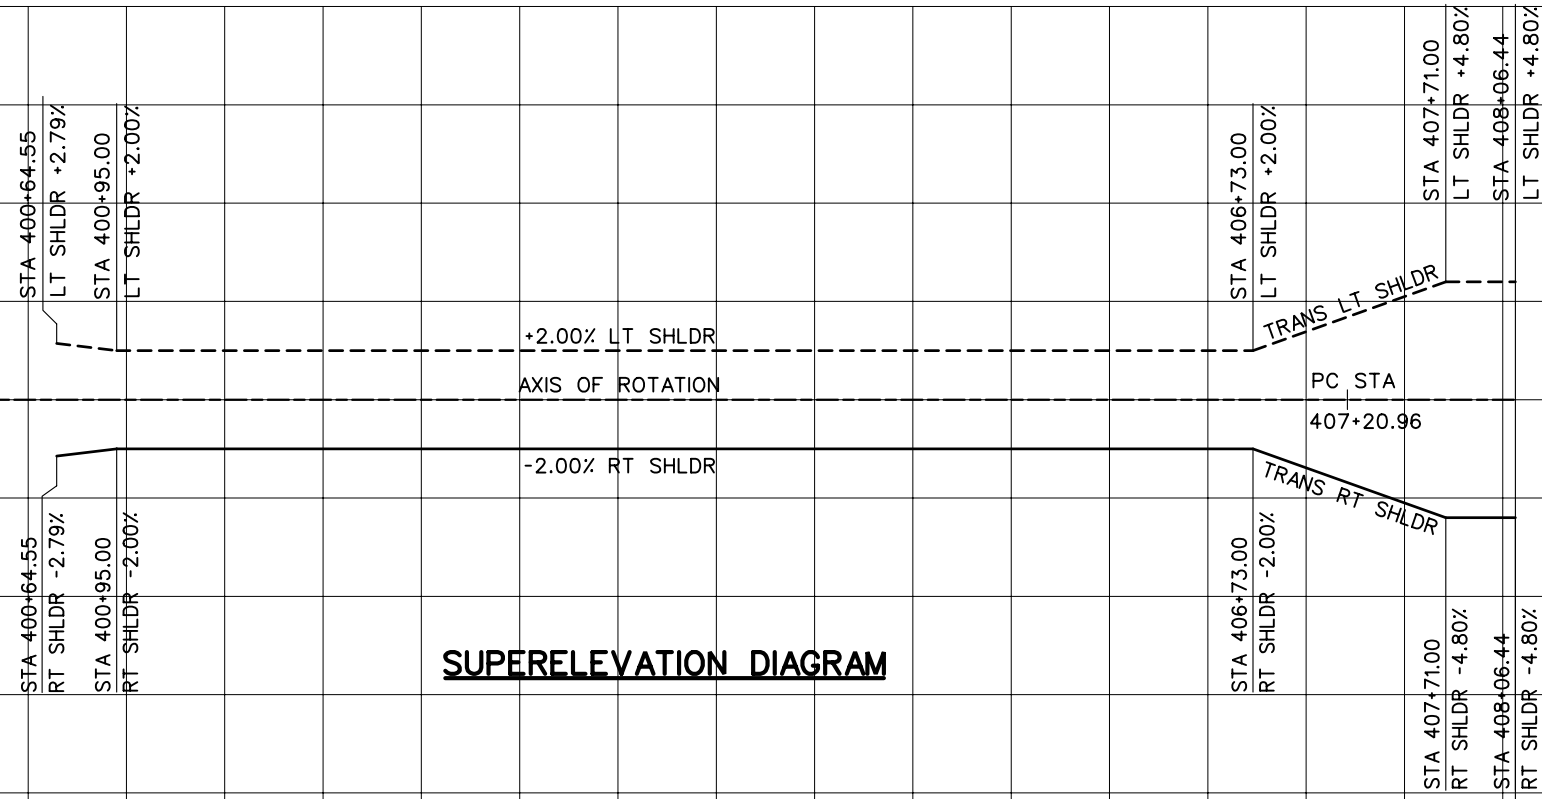 STA 400+64.55
LT SHLDR +2.79%
STA 400+95.00
LT SHLDR +2.00%
STA 406+73.00
LT SHLDR +2.00%
STA 407+71.00
LT SHLDR +4.80%
STA 408+06.44
LT SHLDR +4.80%
TRANS LT SHLDR
+2.00% LT SHLDR
AXIS OF ROTATION
PC STA
407+20.96
-2.00% RT SHLDR
TRANS RT SHLDR
STA 400+64.55
RT SHLDR -2.79%
STA 400+95.00
RT SHLDR -2.00%
STA 406+73.00
RT SHLDR -2.00%
STA 407+71.00
RT SHLDR -4.80%
STA 408+06.44
RT SHLDR -4.80%
SUPERELEVATION DIAGRAM